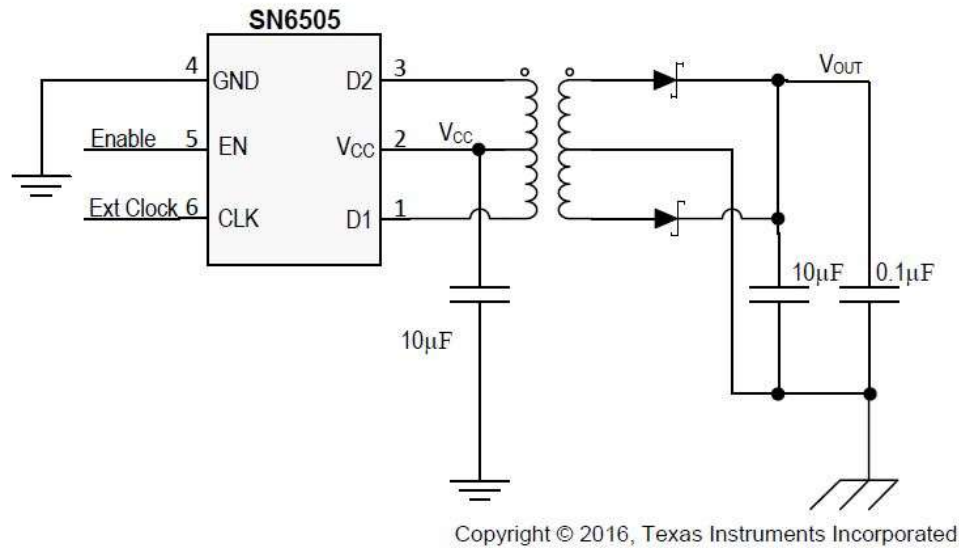 SN6505
4 GND D2 3
Enable 5 EN VCC 2 VCC
Ext Clock 6 CLK D1 1
VOUT
10μF 0.1μF
10μF
Copyright © 2016, Texas Instruments Incorporated